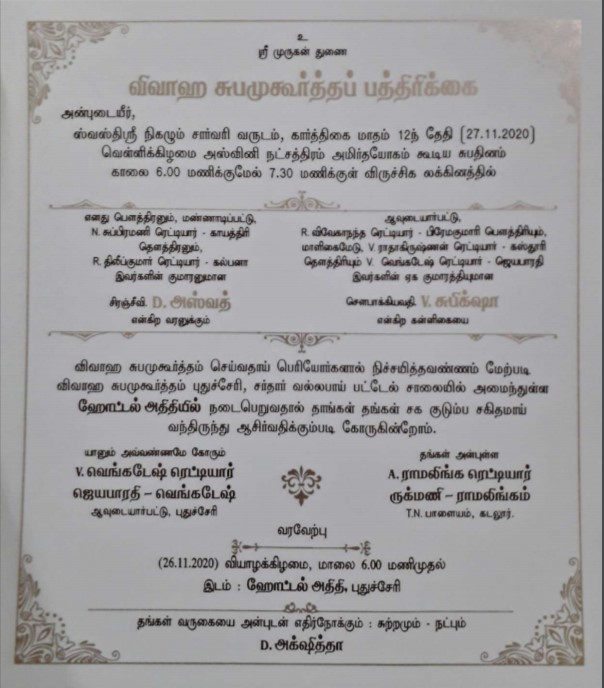 உ
ஸ்ரீ முருகன் துணை
விவாஹ சுபமுகூர்த்தப் பத்திரிக்கை
அன்புடையீர்,
ஸ்வஸ்திஸ்ரீ நிகழும் சார்வரி வருடம், கார்த்திகை மாதம் 12ந் தேதி (27.11.2020)
வெள்ளிக்கிழமை அஸ்வினி நட்சத்திரம் அமிர்தயோகம் கூடிய சுபதினம்
காலை 6.00 மணிக்குமேல் 7.30 மணிக்குள் விருச்சிக லக்கினத்தில்
எனது பௌத்திரனும், மண்ணாடிப்பட்டு,
N. சுப்பிரமணி ரெட்டியார் - காயத்திரி
தௌத்திரனும்,
R. திலீப்குமார் ரெட்டியார் - கல்பனா
இவர்களின் குமாரனுமான
சிரஞ்சீவி. D. அஸ்வத்
என்கிற வரனுக்கும்
ஆவுடையார்பட்டு,
R. விவேகாநந்த ரெட்டியார் - பிரேமகுமாரி பௌத்திரியும்,
மாளிகைமேடு, V. ராதாகிருஷ்ணன் ரெட்டியார் - கஸ்தூரி
தௌத்திரியும் V. வெங்கடேஷ் ரெட்டியார் - ஜெயபாரதி
இவர்களின் ஏக குமாரத்தியுமான
சௌபாக்கியவதி. V. சுபிக்ஷா
என்கிற கன்னிகையை
விவாஹ சுபமுகூர்த்தம் செய்வதாய் பெரியோர்களால் நிச்சயித்தவண்ணம் மேற்படி
விவாஹ சுபமுகூர்த்தம் புதுச்சேரி, சர்தார் வல்லபாய் பட்டேல் சாலையில் அமைந்துள்ள
ஹோட்டல் அதிதியில் நடைபெறுவதால் தாங்கள் தங்கள் சக குடும்ப சகிதமாய்
வந்திருந்து ஆசிர்வதிக்கும்படி கோருகின்றோம்.
யானும் அவ்வண்ணமே கோரும்
V. வெங்கடேஷ் ரெட்டியார்
ஜெயபாரதி – வெங்கடேஷ்
ஆவுடையார்பட்டு, புதுச்சேரி
தங்கள் அன்புள்ள
A. ராமலிங்க ரெட்டியார்
ருக்மணி – ராமலிங்கம்
T.N. பாளையம், கடலூர்.
வரவேற்பு
(26.11.2020) வியாழக்கிழமை, மாலை 6.00 மணிமுதல்
இடம் : ஹோட்டல் அதிதி, புதுச்சேரி
தங்கள் வருகையை அன்புடன் எதிர்நோக்கும் : சுற்றமும் - நட்பும்
D. அக்ஷித்தா